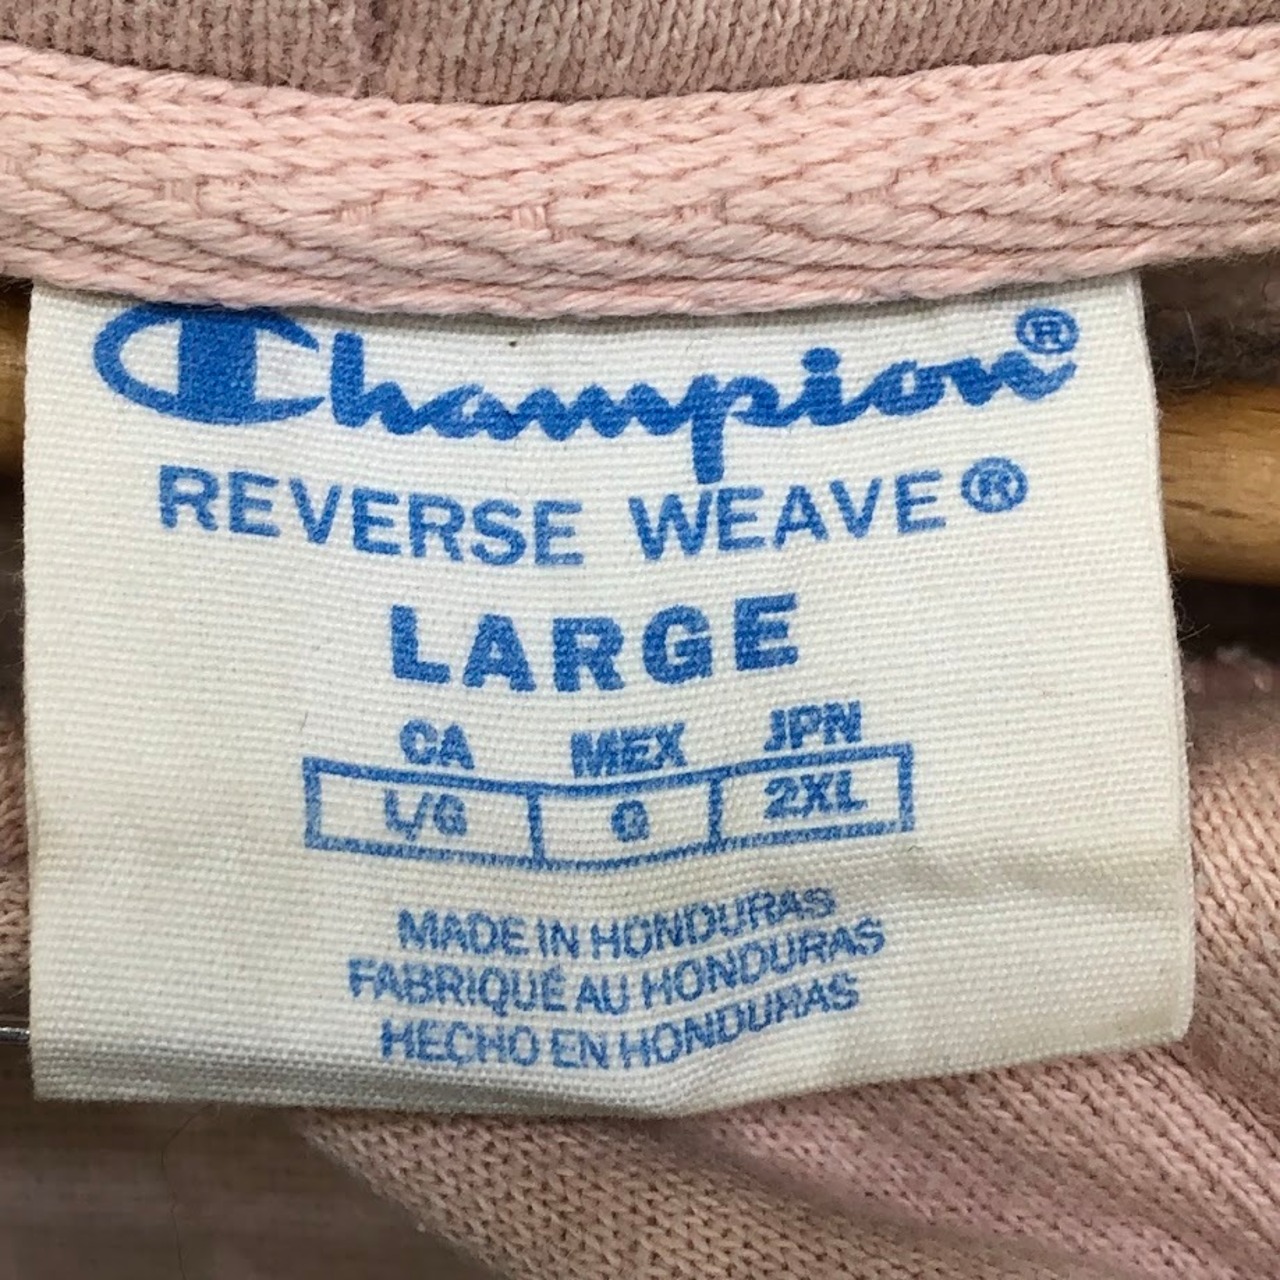 Champion®
REVERSE WEAVE®
LARGE
CA MEX JPN
L/G G 2XL
MADE IN HONDURAS
FABRIQUÉ AU HONDURAS
HECHO EN HONDURAS